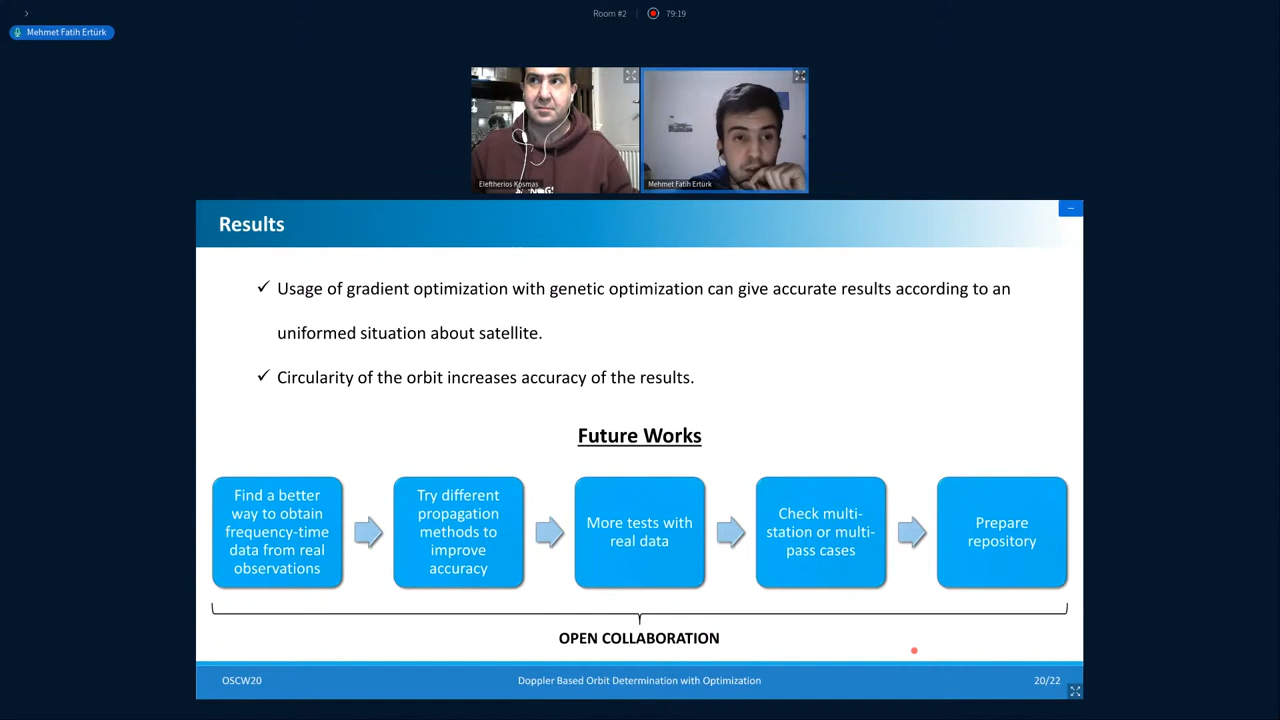 Room #2
79:19
Mehmet Fatih Ertürk
Eleftherios Kosmas
Mehmet Fatih Ertürk
Results
✓ Usage of gradient optimization with genetic optimization can give accurate results according to an
uniformed situation about satellite.
✓ Circularity of the orbit increases accuracy of the results.
Future Works
Find a better
way to obtain
frequency-time
data from real
observations
Try different
propagation
methods to
improve
accuracy
More tests with
real data
Check multi-
station or multi-
pass cases
Prepare
repository
OPEN COLLABORATION
OSCW20
Doppler Based Orbit Determination with Optimization
20/22